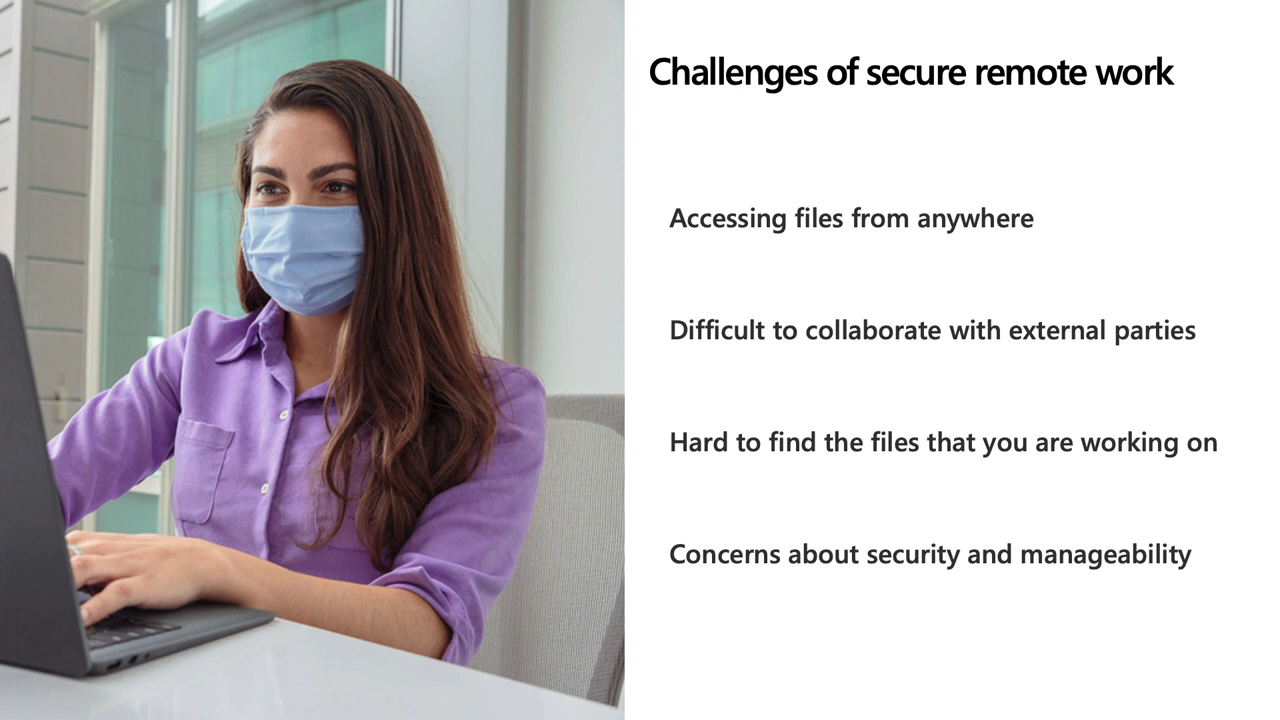 Challenges of secure remote work
Accessing files from anywhere
Difficult to collaborate with external parties
Hard to find the files that you are working on
Concerns about security and manageability